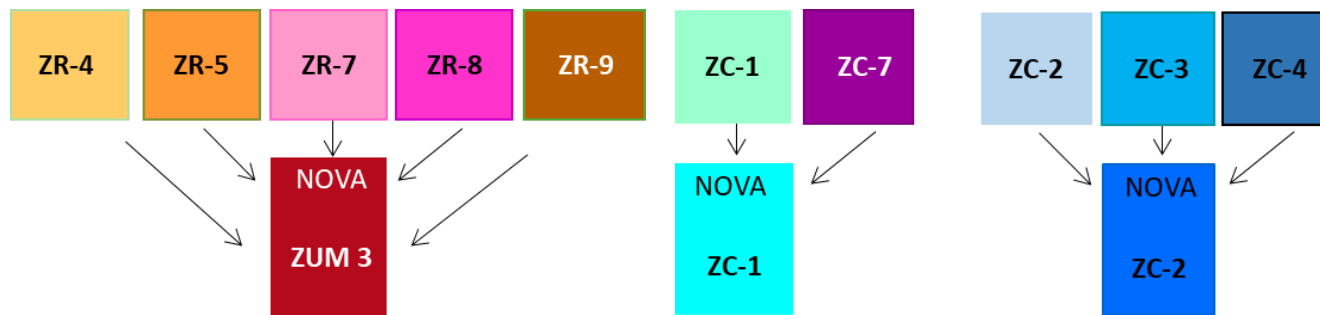 ZR-4
ZR-5
ZR-7
ZR-8
ZR-9
ZC-1
ZC-7
ZC-2
ZC-3
ZC-4
NOVA
ZUM 3
NOVA
ZC-1
NOVA
ZC-2